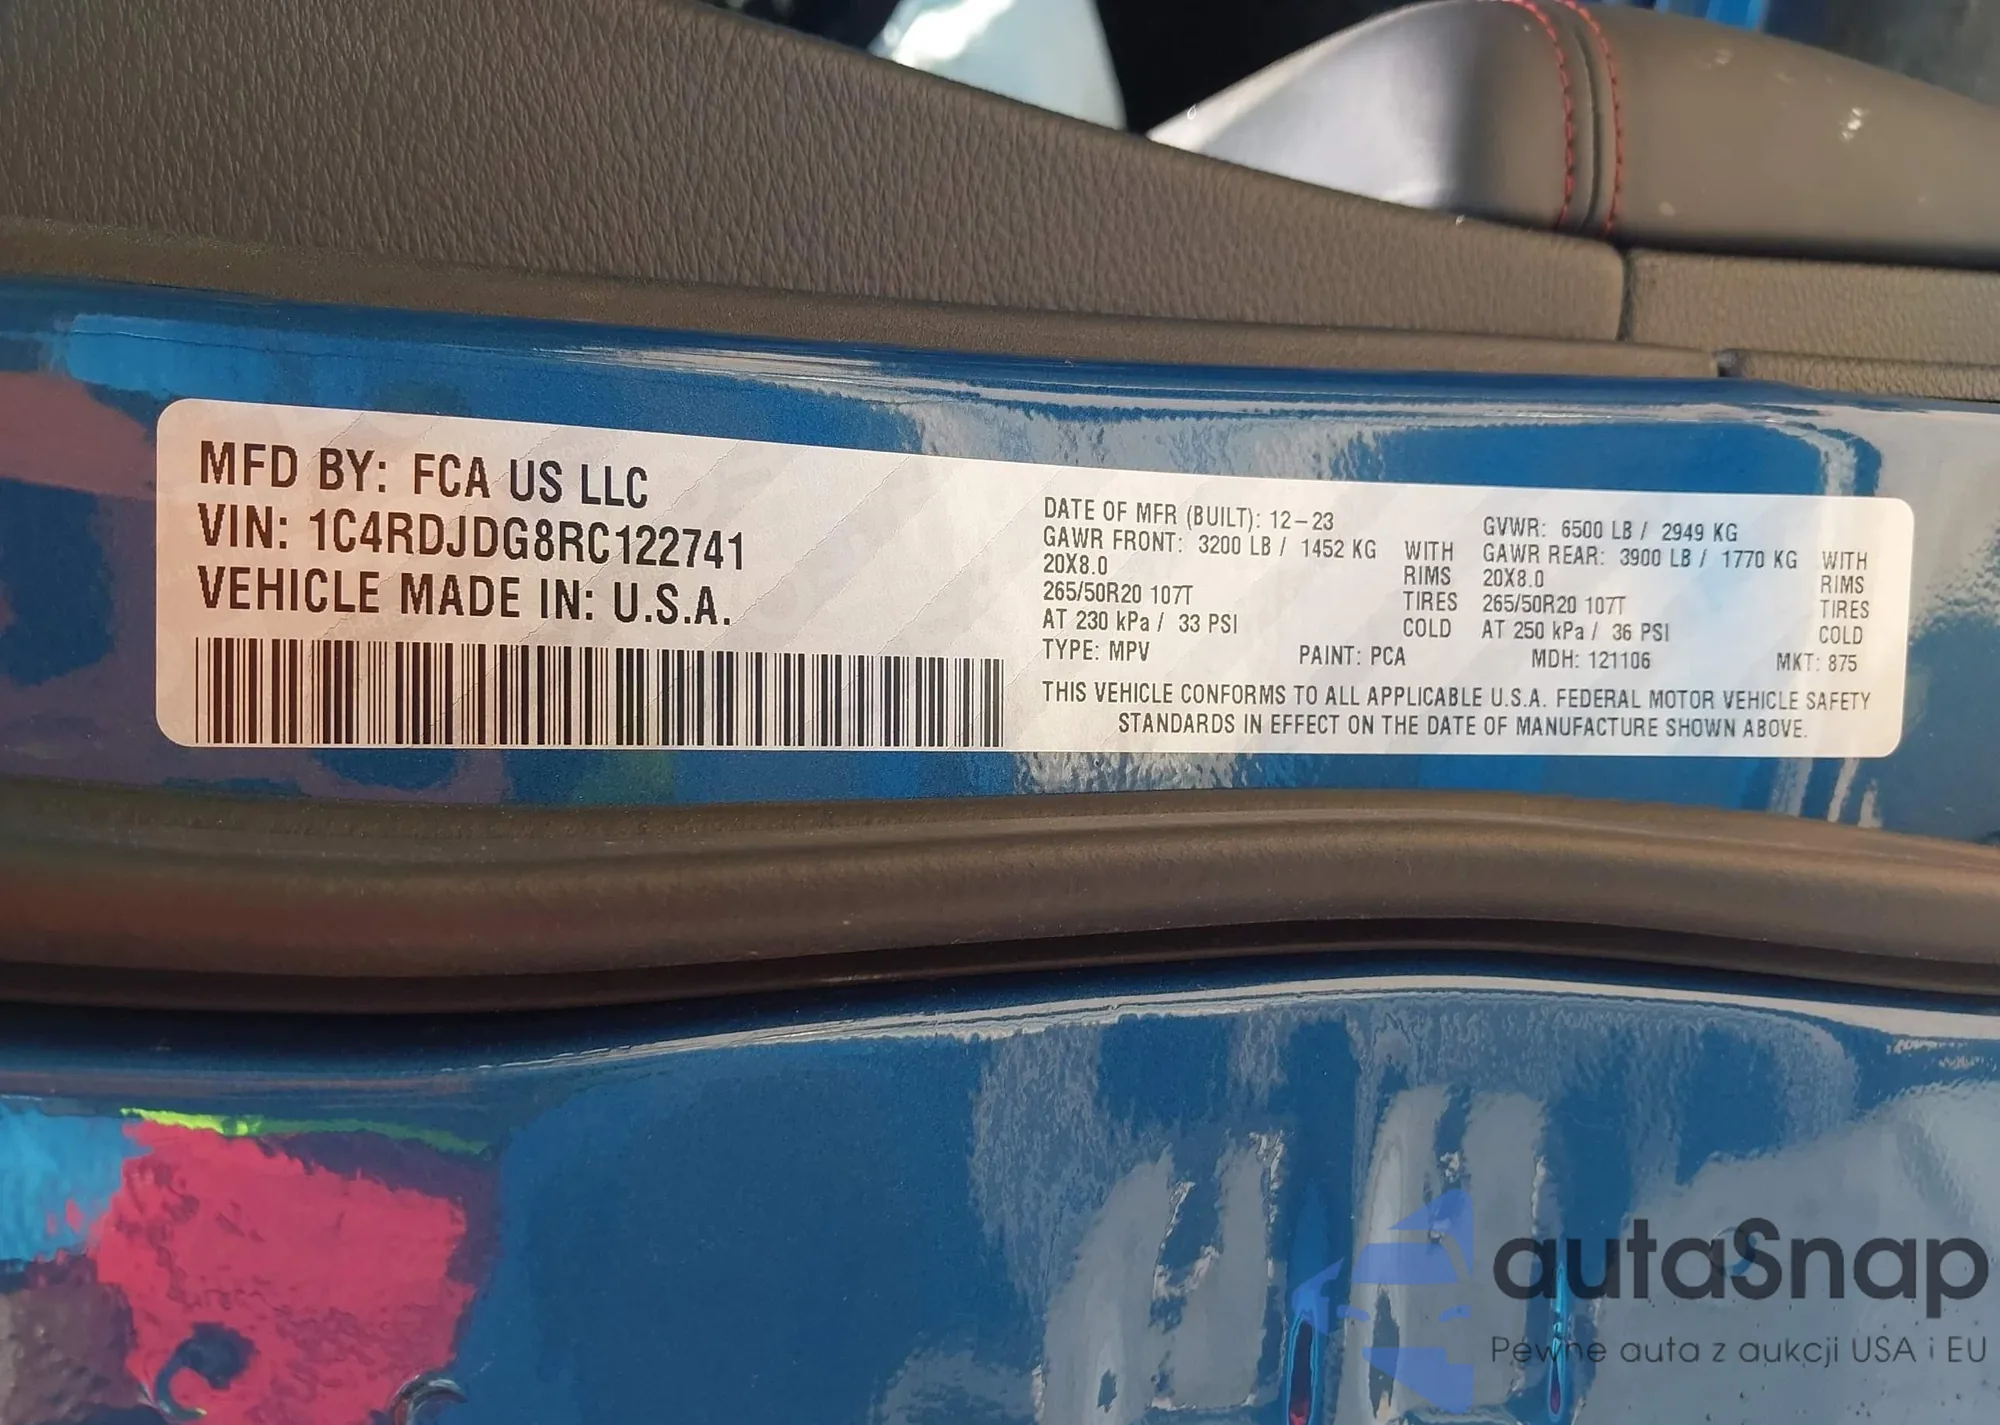 MFD BY: FCA US LLC
VIN: 1C4RDJDG8RC122741
VEHICLE MADE IN: U.S.A.
DATE OF MFR (BUILT): 12-23
GAWR FRONT: 3200 LB / 1452 KG WITH
20X8.0 RIMS
265/50R20 107T TIRES
AT 230 kPa / 33 PSI COLD
GVWR: 6500 LB / 2949 KG
GAWR REAR: 3900 LB / 1770 KG WITH
20X8.0 RIMS
265/50R20 107T TIRES
AT 250 kPa / 36 PSI COLD
TYPE: MPV PAINT: PCA MDH: 121106 MKT: 875
THIS VEHICLE CONFORMS TO ALL APPLICABLE U.S.A. FEDERAL MOTOR VEHICLE SAFETY
STANDARDS IN EFFECT ON THE DATE OF MANUFACTURE SHOWN ABOVE.
autaSnap
Pewne auta z aukcji USA i EU